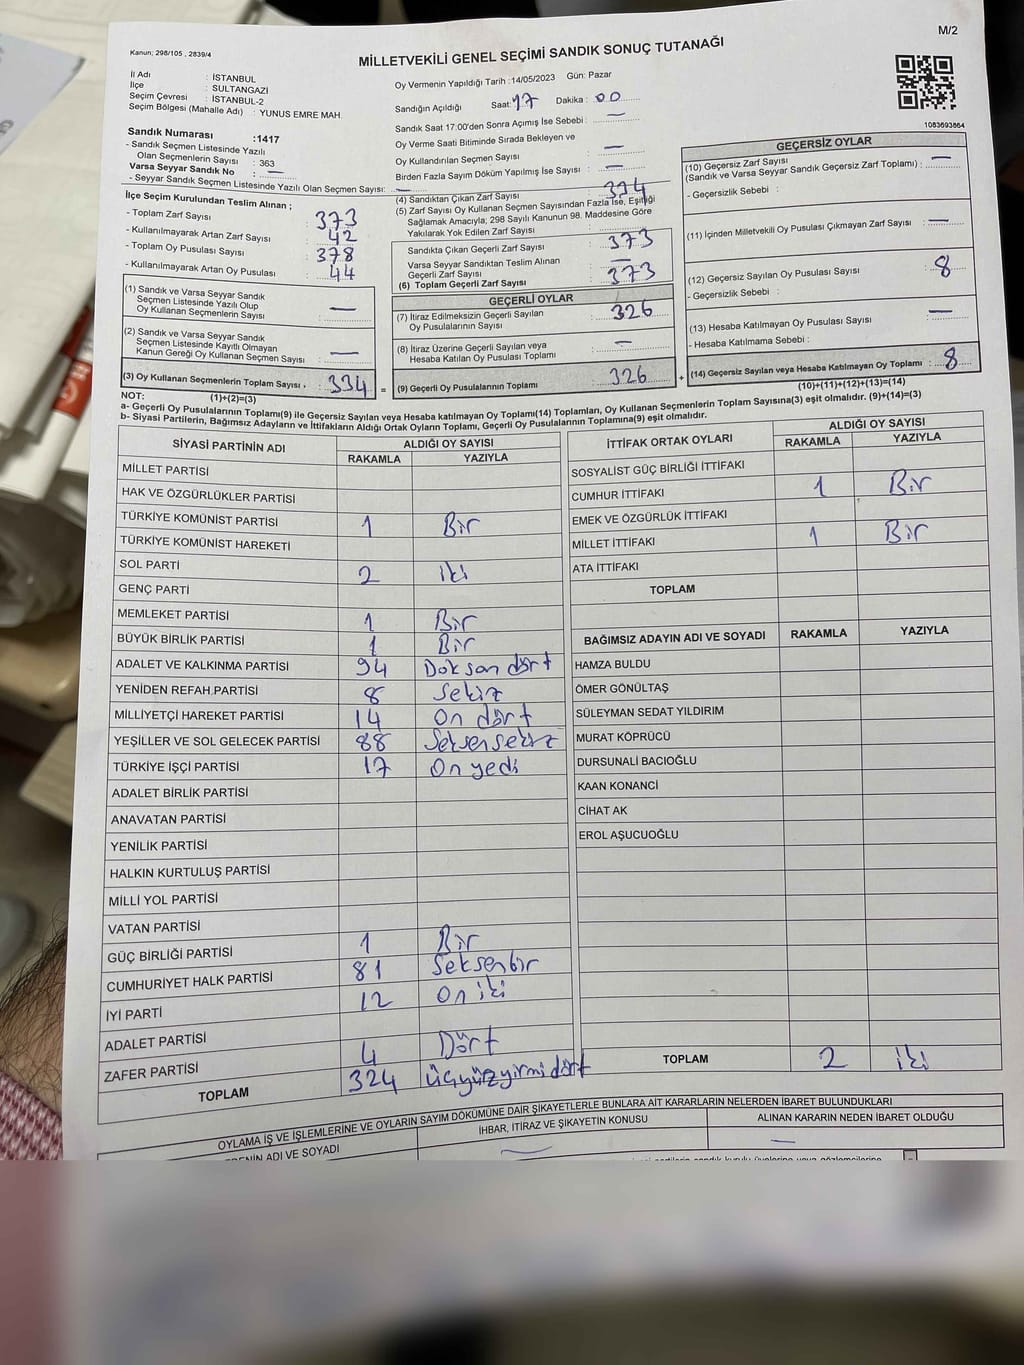 M/2
Kanun: 298/105 , 2839/4
MİLLETVEKİLİ GENEL SEÇİMİ SANDIK SONUÇ TUTANAĞI
İl Adı : İSTANBUL
İlçe : SULTANGAZİ
Seçim Çevresi : İSTANBUL-2
Seçim Bölgesi (Mahalle Adı) : YUNUS EMRE MAH.
Sandık Numarası :1417
- Sandık Seçmen Listesinde Yazılı
Olan Seçmenlerin Sayısı : 363
Varsa Seyyar Sandık No : —
- Seyyar Sandık Seçmen Listesinde Yazılı Olan Seçmen Sayısı: —
Oy Vermenin Yapıldığı Tarih :14/05/2023 Gün: Pazar
Sandığın Açıldığı Saat: 17 Dakika : 00
Sandık Saat 17:00'den Sonra Açımış İse Sebebi : —
Oy Verme Saati Bitiminde Sırada Bekleyen ve
Oy Kullandırılan Seçmen Sayısı : —
Birden Fazla Sayım Döküm Yapılmış İse Sayısı : —
1083693864
İlçe Seçim Kurulundan Teslim Alınan ;
- Toplam Zarf Sayısı : 373
- Kullanılmayarak Artan Zarf Sayısı : 42
- Toplam Oy Pusulası Sayısı : 378
- Kullanılmayarak Artan Oy Pusulası : 44
(1) Sandık ve Varsa Seyyar Sandık
Seçmen Listesinde Yazılı Olup
Oy Kullanan Seçmenlerin Sayısı : —
(2) Sandık ve Varsa Seyyar Sandık
Seçmen Listesinde Kayıtlı Olmayan
Kanun Gereği Oy Kullanan Seçmen Sayısı : —
(3) Oy Kullanan Seçmenlerin Toplam Sayısı : 334
(1)+(2)=(3)
(4) Sandıktan Çıkan Zarf Sayısı
(5) Zarf Sayısı Oy Kullanan Seçmen Sayısından Fazla İse, Eşitliği
Sağlamak Amacıyla; 298 Sayılı Kanunun 98. Maddesine Göre
Yakılarak Yok Edilen Zarf Sayısı :
Sandıkta Çıkan Geçerli Zarf Sayısı : 373
Varsa Seyyar Sandıktan Teslim Alınan
Geçerli Zarf Sayısı : —
(6) Toplam Geçerli Zarf Sayısı : 373
GEÇERLİ OYLAR
(7) İtiraz Edilmeksizin Geçerli Sayılan
Oy Pusulalarının Sayısı : 326
(8) İtiraz Üzerine Geçerli Sayılan veya
Hesaba Katılan Oy Pusulası Toplamı : —
= (9) Geçerli Oy Pusulalarının Toplamı : 326 +
GEÇERSİZ OYLAR
(10) Geçersiz Zarf Sayısı
(Sandık ve Varsa Seyyar Sandık Geçersiz Zarf Toplamı) : —
- Geçersizlik Sebebi :
(11) İçinden Milletvekili Oy Pusulası Çıkmayan Zarf Sayısı : —
(12) Geçersiz Sayılan Oy Pusulası Sayısı : 8
- Geçersizlik Sebebi :
(13) Hesaba Katılmayan Oy Pusulası Sayısı : —
- Hesaba Katılmama Sebebi :
(14) Geçersiz Sayılan veya Hesaba Katılmayan Oy Toplamı : 8
(10)+(11)+(12)+(13)=(14)
NOT:
a- Geçerli Oy Pusulalarının Toplamı(9) ile Geçersiz Sayılan veya Hesaba katılmayan Oy Toplamı(14) Toplamları, Oy Kullanan Seçmenlerin Toplam Sayısına(3) eşit olmalıdır. (9)+(14)=(3)
b- Siyasi Partilerin, Bağımsız Adayların ve İttifakların Aldığı Ortak Oyların Toplamı, Geçerli Oy Pusulalarının Toplamına(9) eşit olmalıdır.
SİYASİ PARTİNİN ADI ALDIĞI OY SAYISI
RAKAMLA YAZIYLA
MİLLET PARTİSİ
HAK VE ÖZGÜRLÜKLER PARTİSİ
TÜRKİYE KOMÜNİST PARTİSİ 1 Bir
TÜRKİYE KOMÜNİST HAREKETİ
SOL PARTİ 2 iki
GENÇ PARTİ
MEMLEKET PARTİSİ 1 Bir
BÜYÜK BİRLİK PARTİSİ 1 Bir
ADALET VE KALKINMA PARTİSİ 94 Doksan dört
YENİDEN REFAH PARTİSİ 8 Sekiz
MİLLİYETÇİ HAREKET PARTİSİ 14 On dört
YEŞİLLER VE SOL GELECEK PARTİSİ 88 Seksensekiz
TÜRKİYE İŞÇİ PARTİSİ 17 On yedi
ADALET BİRLİK PARTİSİ
ANAVATAN PARTİSİ
YENİLİK PARTİSİ
HALKIN KURTULUŞ PARTİSİ
MİLLİ YOL PARTİSİ
VATAN PARTİSİ
GÜÇ BİRLİĞİ PARTİSİ 1 Bir
CUMHURİYET HALK PARTİSİ 81 Seksenbir
İYİ PARTİ 12 On iki
ADALET PARTİSİ
ZAFER PARTİSİ 4 Dört
TOPLAM 324 Üçyüzyirmi dört
İTTİFAK ORTAK OYLARI ALDIĞI OY SAYISI
RAKAMLA YAZIYLA
SOSYALİST GÜÇ BİRLİĞİ İTTİFAKI
CUMHUR İTTİFAKI 1 Bir
EMEK VE ÖZGÜRLÜK İTTİFAKI
MİLLET İTTİFAKI 1 Bir
ATA İTTİFAKI
TOPLAM
BAĞIMSIZ ADAYIN ADI VE SOYADI RAKAMLA YAZIYLA
HAMZA BULDU
ÖMER GÖNÜLTAŞ
SÜLEYMAN SEDAT YILDIRIM
MURAT KÖPRÜCÜ
DURSUNALİ BACIOĞLU
KAAN KONANCİ
CİHAT AK
EROL AŞUCUOĞLU
TOPLAM 2 iki
OYLAMA İŞ VE İŞLEMLERİNE VE OYLARIN SAYIM DÖKÜMÜNE DAİR ŞİKAYETLERLE BUNLARA AİT KARARLARIN NELERDEN İBARET BULUNDUKLARI
ADI VE SOYADI İHBAR, İTİRAZ VE ŞİKAYETİN KONUSU ALINAN KARARIN NEDEN İBARET OLDUĞU
— —